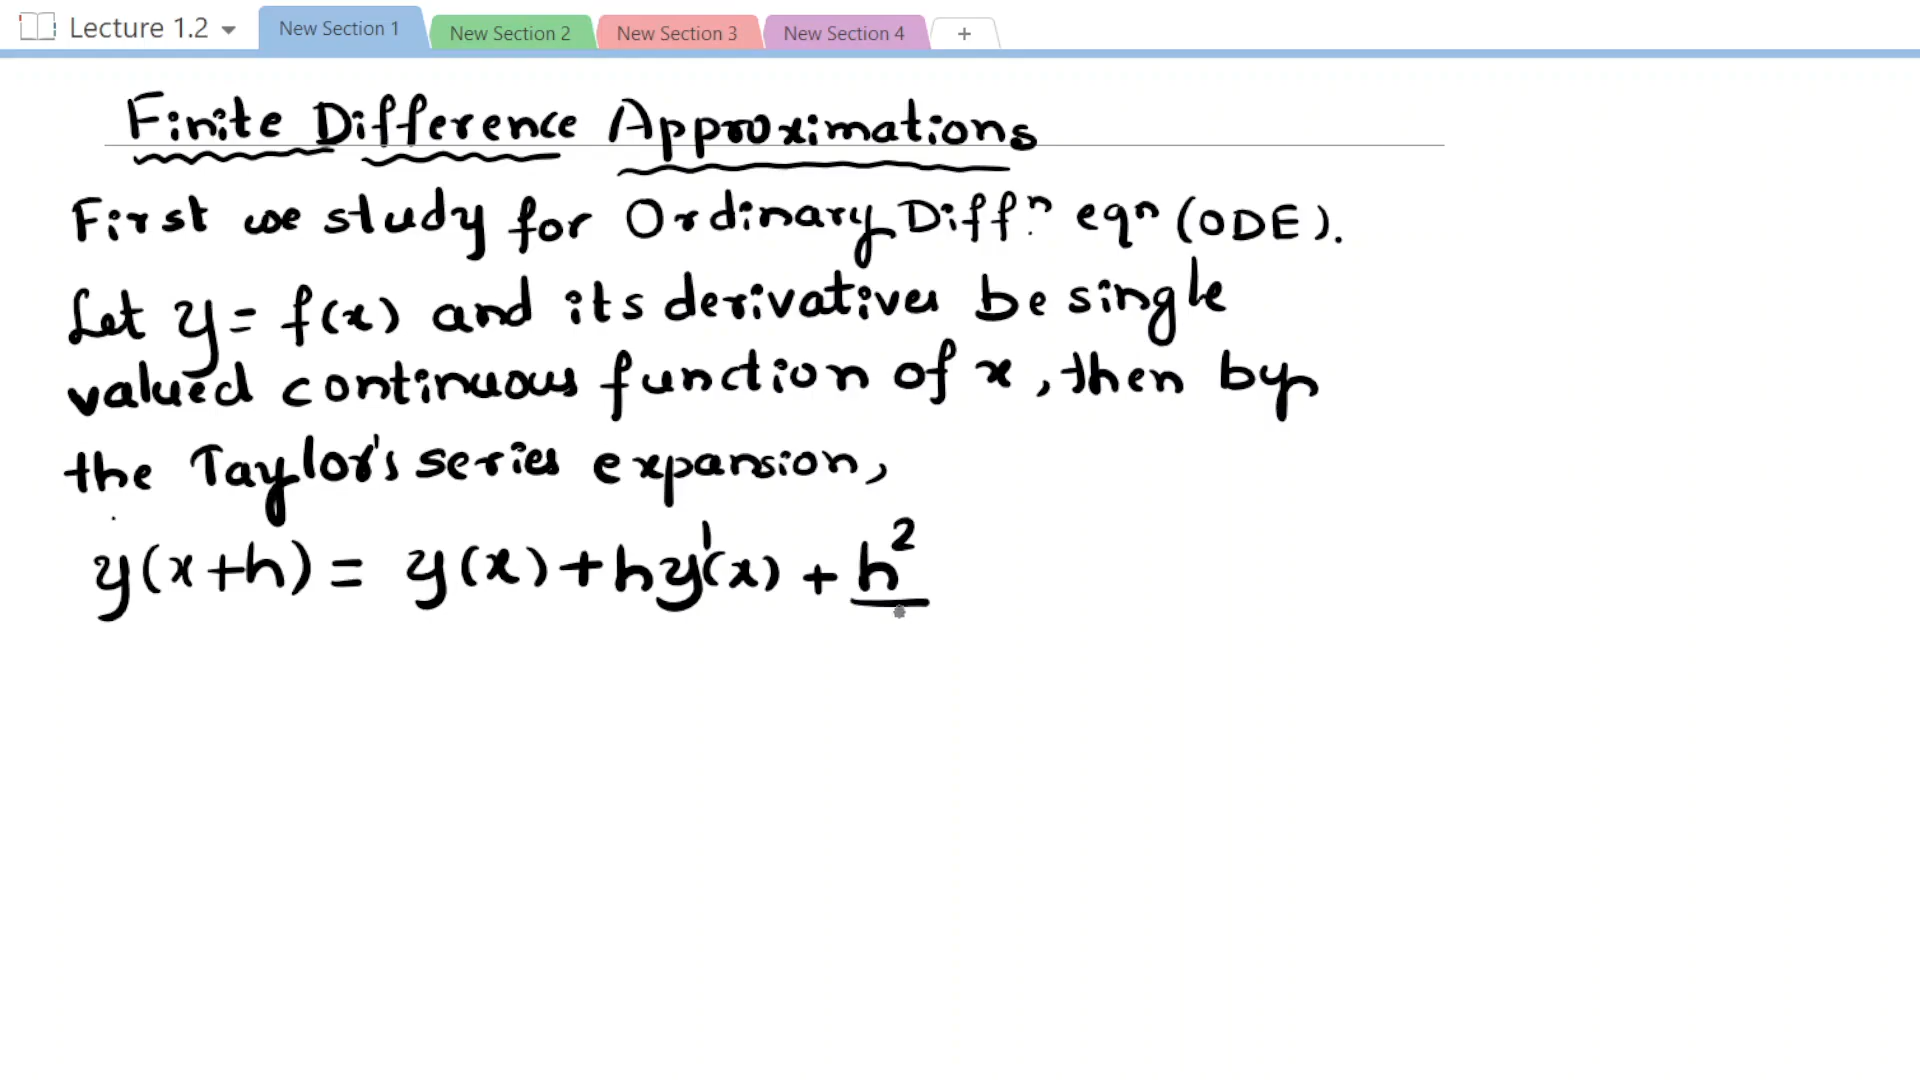 Lecture 1.2 New Section 1 New Section 2 New Section 3 New Section 4 +
Finite Difference Approximations
First we study for Ordinary Diffⁿ. eqⁿ (ODE).
Let y = f(x) and its derivatives be single
valued continuous function of x, then by
the Taylor's series expansion,
y(x+h) = y(x) + hy'(x) + h²